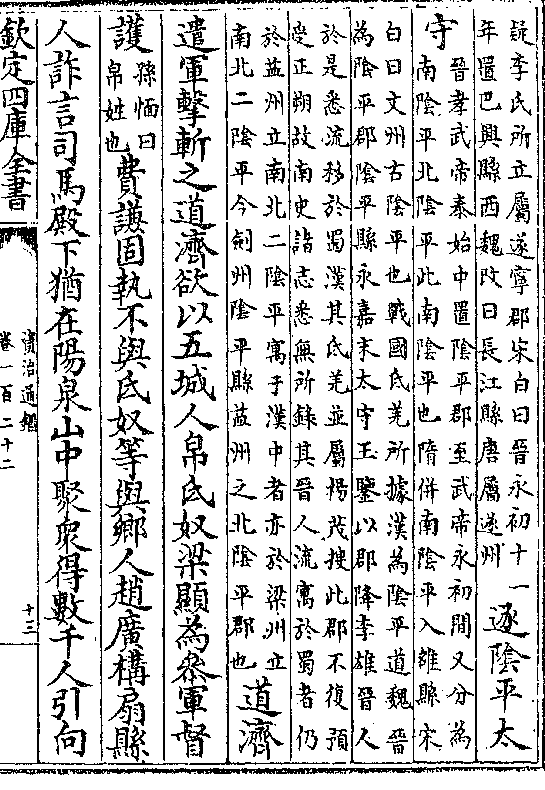 疑李氏所立屬遂寧郡宋白曰晉永初十一
年置巴興縣西魏改曰長江縣唐屬遂州
逐陰平太
守
晉孝武帝泰始中置陰平郡至武帝永初間又分為
南陰平北陰平此南陰平也隋併南陰平入雒縣宋
白曰文州古陰平也戰國氐羌所據漢為陰平道魏晉
為陰平郡陰平縣永嘉末太守王鑒以郡降李雄晉人
於是悉流移於蜀漢其氐羌並屬楊茂搜此郡不復預
受正朔故南史諸志悉無所錄其晉人流寓於蜀者仍
於益州立南北二陰平寓于漢中者亦於梁州立
南北二陰平今劍州陰平縣益州之北陰平郡也
道濟
遣軍擊斬之道濟欲以五城人帛氐奴梁顯為叅軍督
護
孫愐曰
帛姓也
費謙固執不與氐奴等與鄉人趙廣構扇縣
人詐言司馬殿下猶在陽泉山中聚衆得數千人引向
欽定四庫全書
資治通鑑
卷一百二十二
十三